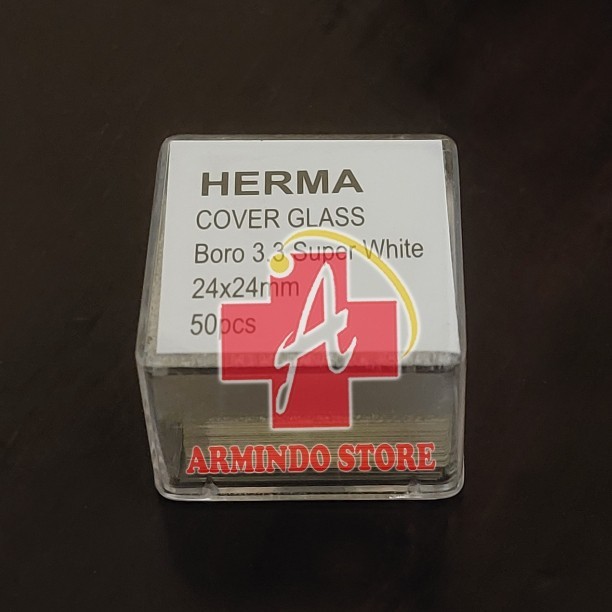 HERMA
COVER GLASS
Boro 3.3 Super White
24x24mm
50pcs
A
ARMINDO STORE